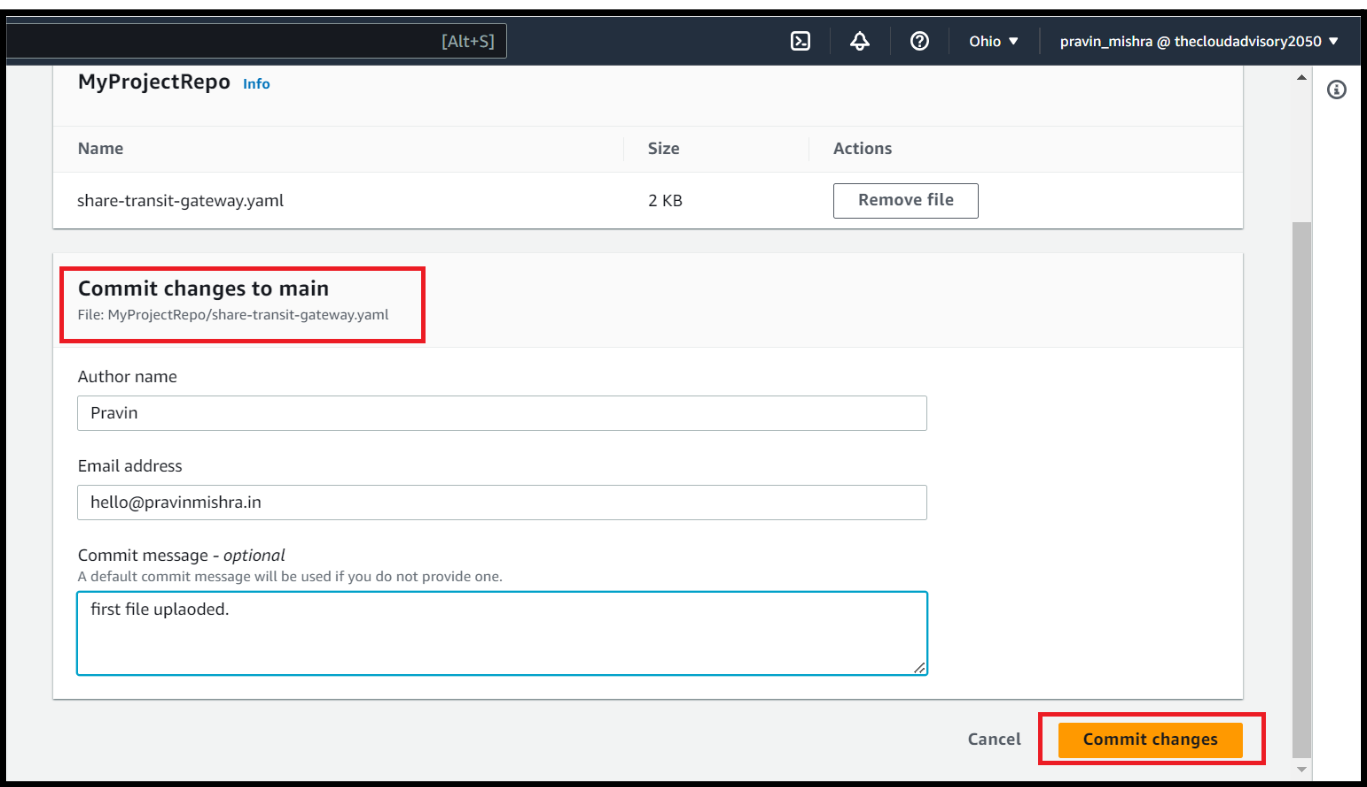 [Alt+S]
Ohio ▼
pravin_mishra @ thecloudadvisory2050 ▼
MyProjectRepo Info
Name Size Actions
share-transit-gateway.yaml 2 KB Remove file
Commit changes to main
File: MyProjectRepo/share-transit-gateway.yaml
Author name
Pravin
Email address
hello@pravinmishra.in
Commit message - optional
A default commit message will be used if you do not provide one.
first file uplaoded.
Cancel Commit changes